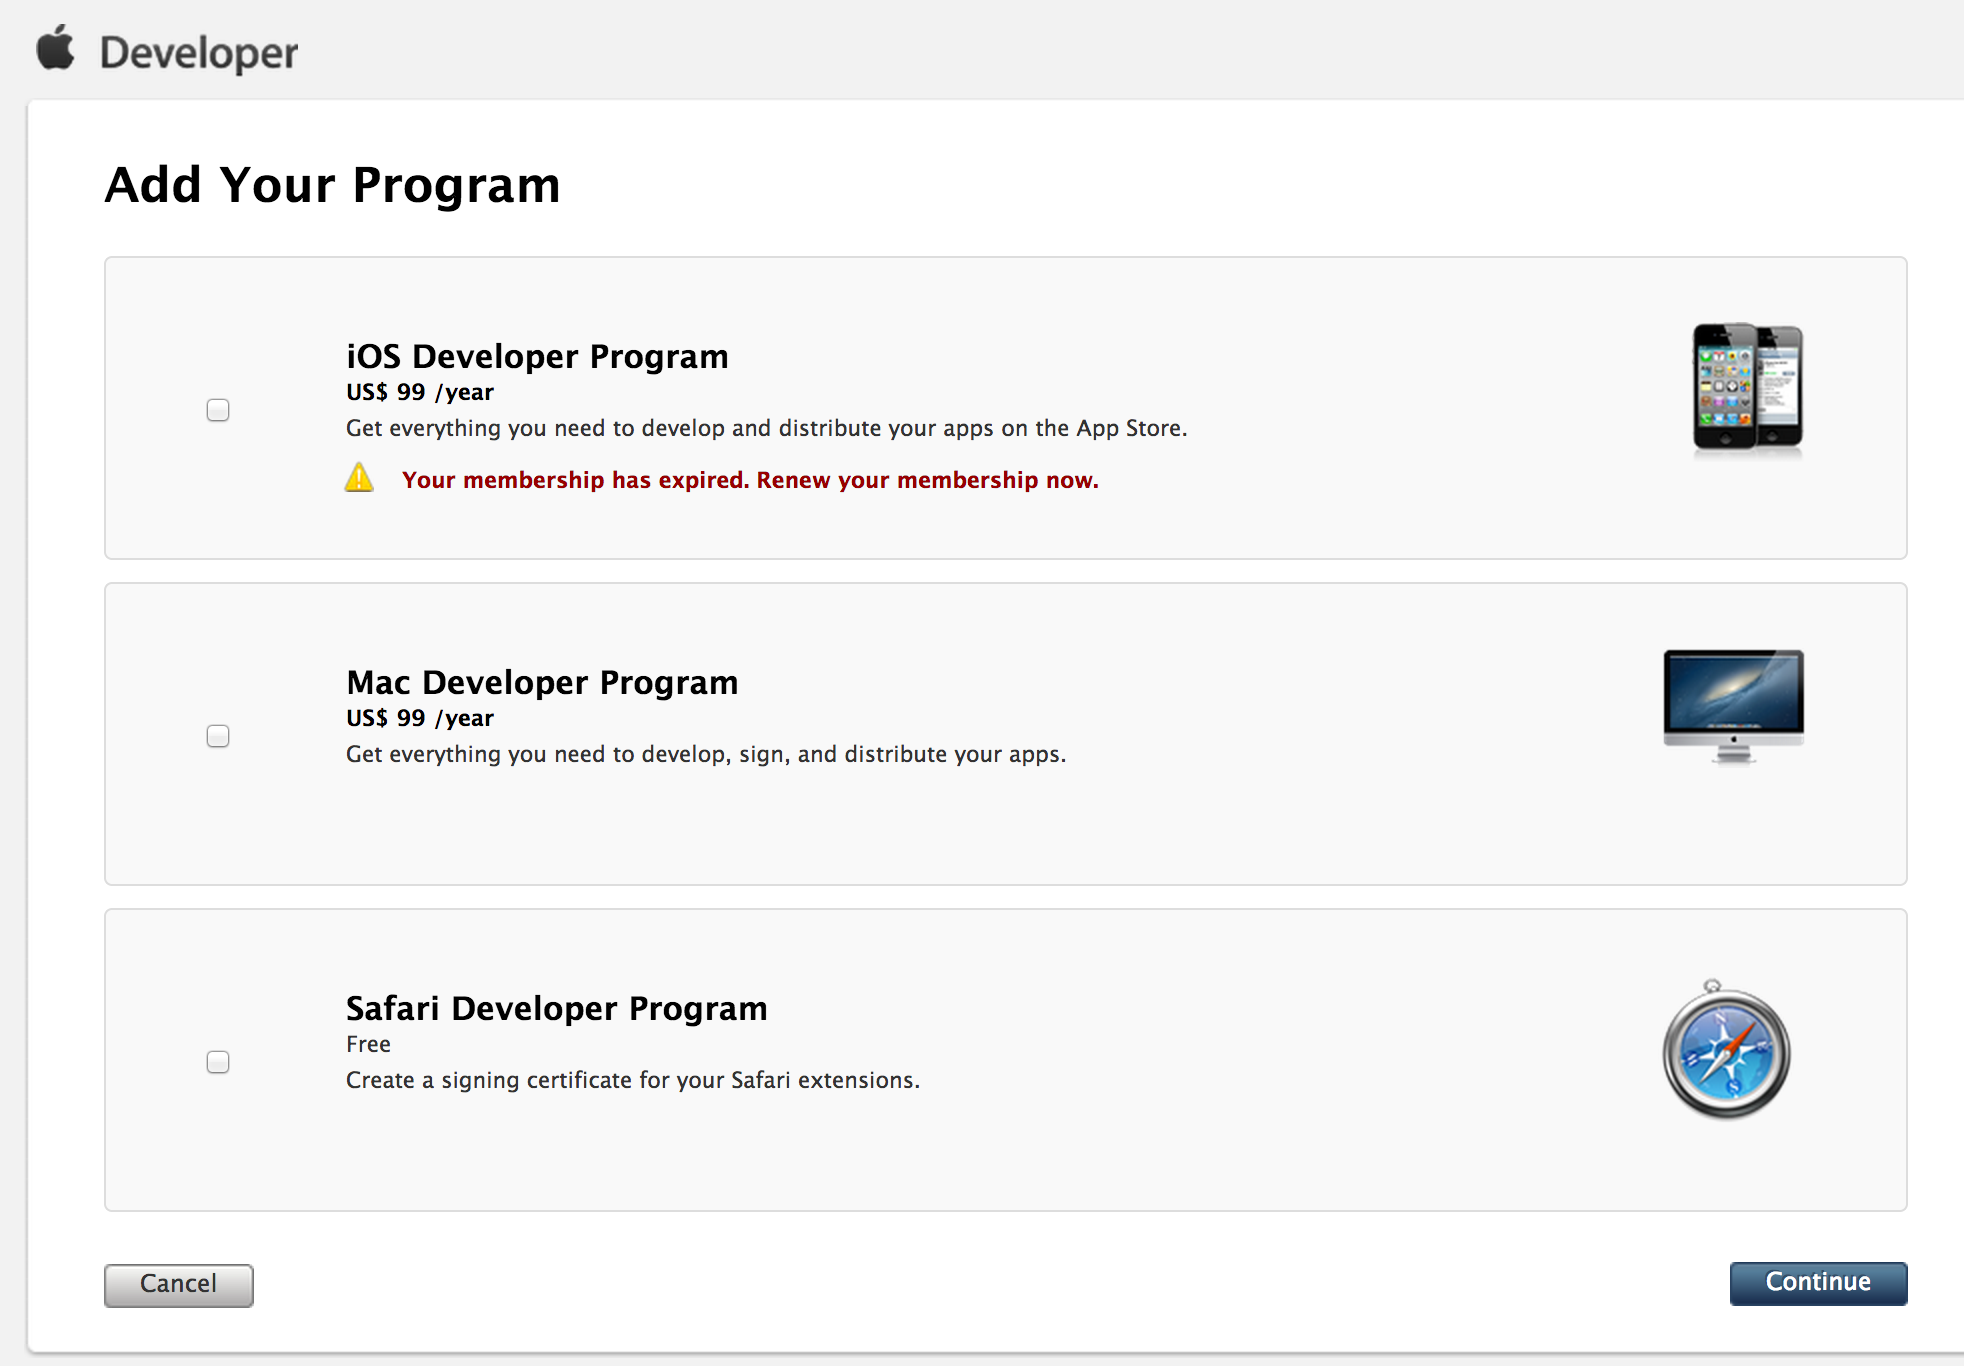 Developer
Add Your Program
iOS Developer Program
US$ 99 /year
Get everything you need to develop and distribute your apps on the App Store.
Your membership has expired. Renew your membership now.
Mac Developer Program
US$ 99 /year
Get everything you need to develop, sign, and distribute your apps.
Safari Developer Program
Free
Create a signing certificate for your Safari extensions.
Cancel
Continue